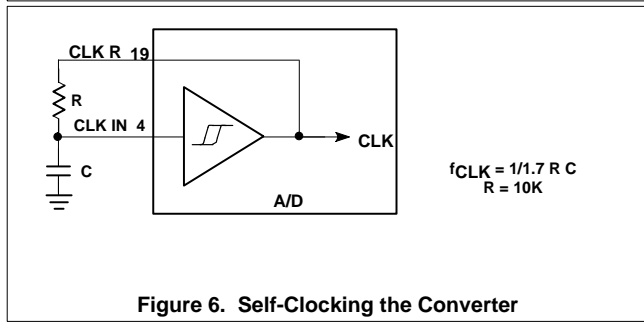 CLK R 19
R
CLK IN 4
C
CLK
A/D
fCLK = 1/1.7 R C
R = 10K
Figure 6. Self-Clocking the Converter